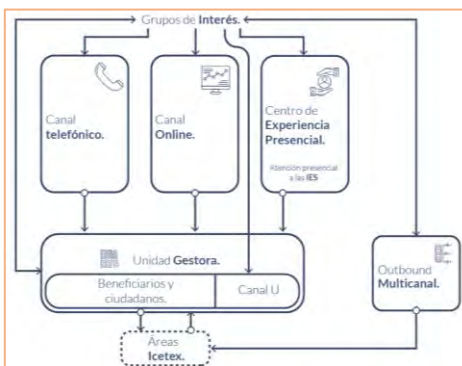 Grupos de Interés.
Canal
telefónico.
Canal
Online.
Centro de
Experiencia
Presencial.
Atención presencial
a las IES
Unidad Gestora.
Beneficiarios y
ciudadanos.
Canal U
Outbound
Multicanal.
Áreas
Icetex.